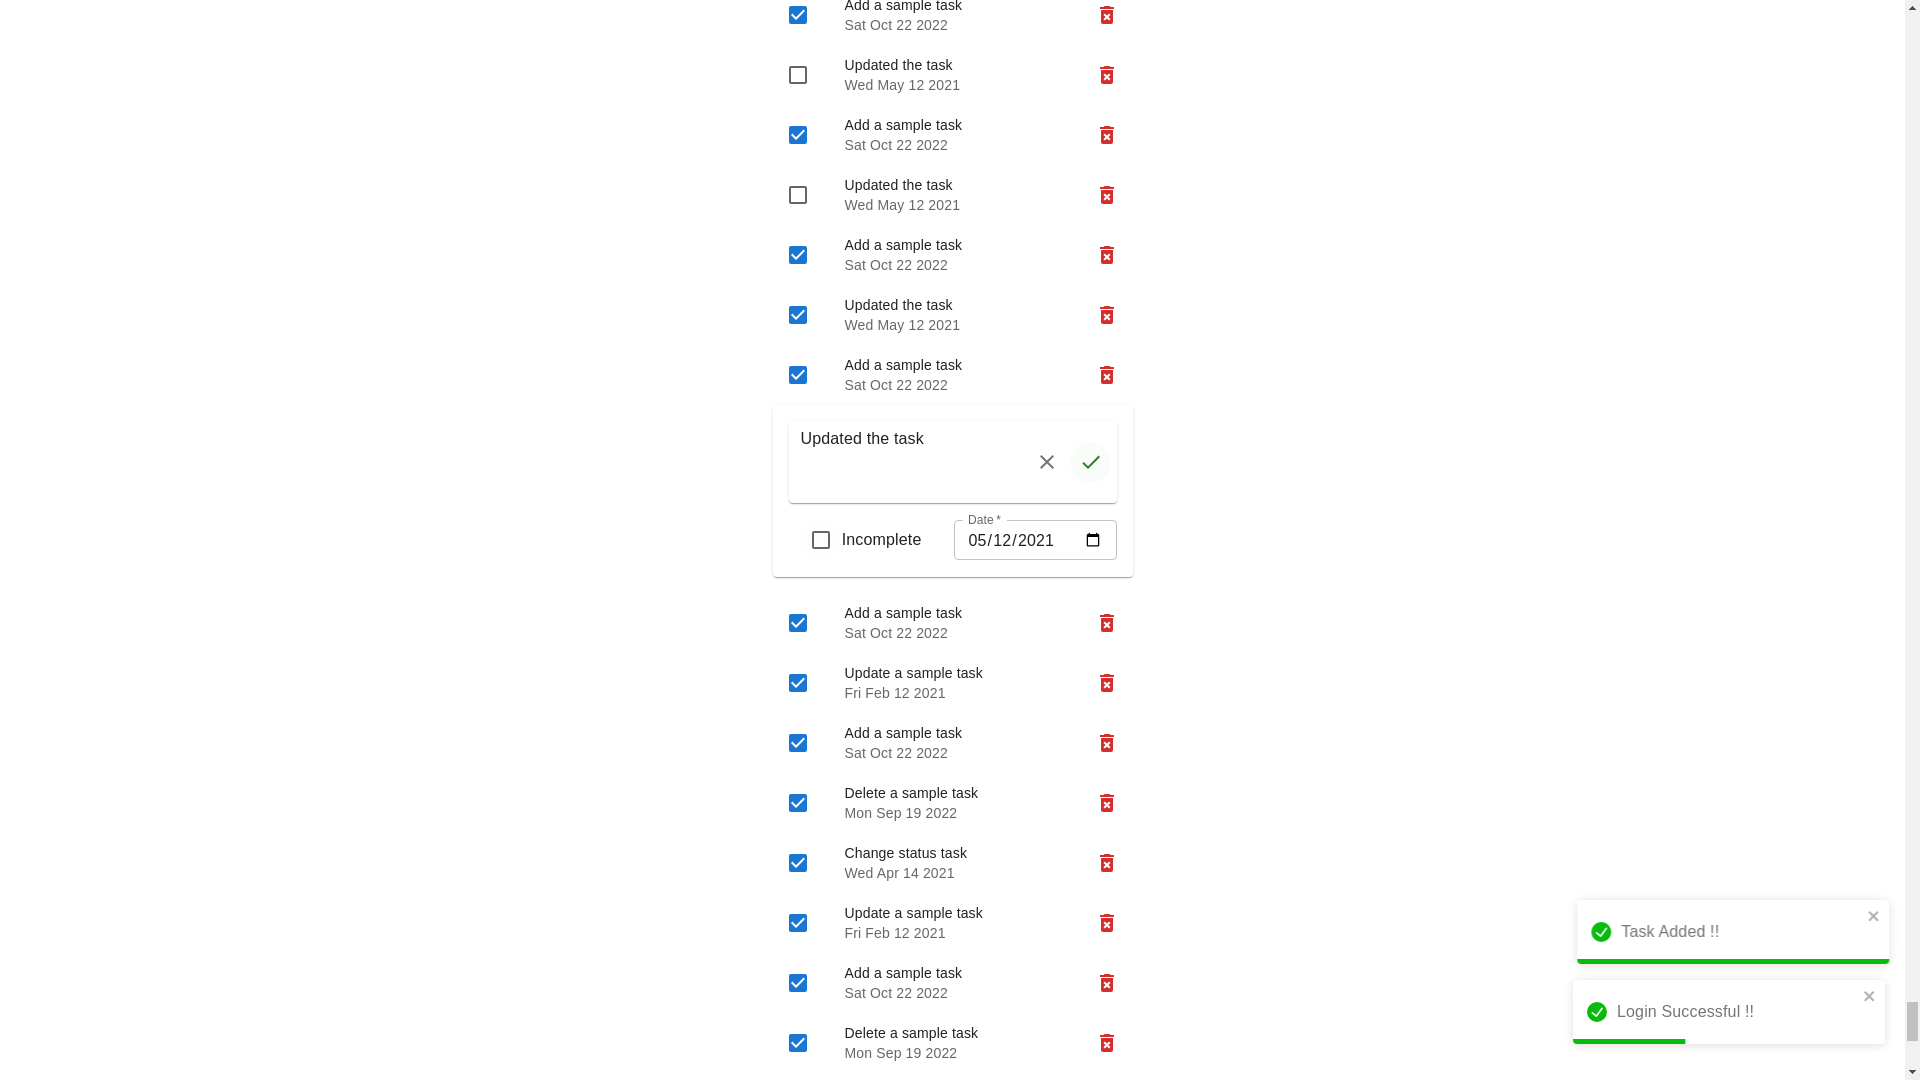 Add a sample task
Sat Oct 22 2022
Updated the task
Wed May 12 2021
Add a sample task
Sat Oct 22 2022
Updated the task
Wed May 12 2021
Add a sample task
Sat Oct 22 2022
Updated the task
Wed May 12 2021
Add a sample task
Sat Oct 22 2022
Updated the task
Date *
Incomplete
05/12/2021
Add a sample task
Sat Oct 22 2022
Update a sample task
Fri Feb 12 2021
Add a sample task
Sat Oct 22 2022
Delete a sample task
Mon Sep 19 2022
Change status task
Wed Apr 14 2021
Update a sample task
Fri Feb 12 2021
Add a sample task
Sat Oct 22 2022
Delete a sample task
Mon Sep 19 2022
Task Added !!
Login Successful !!